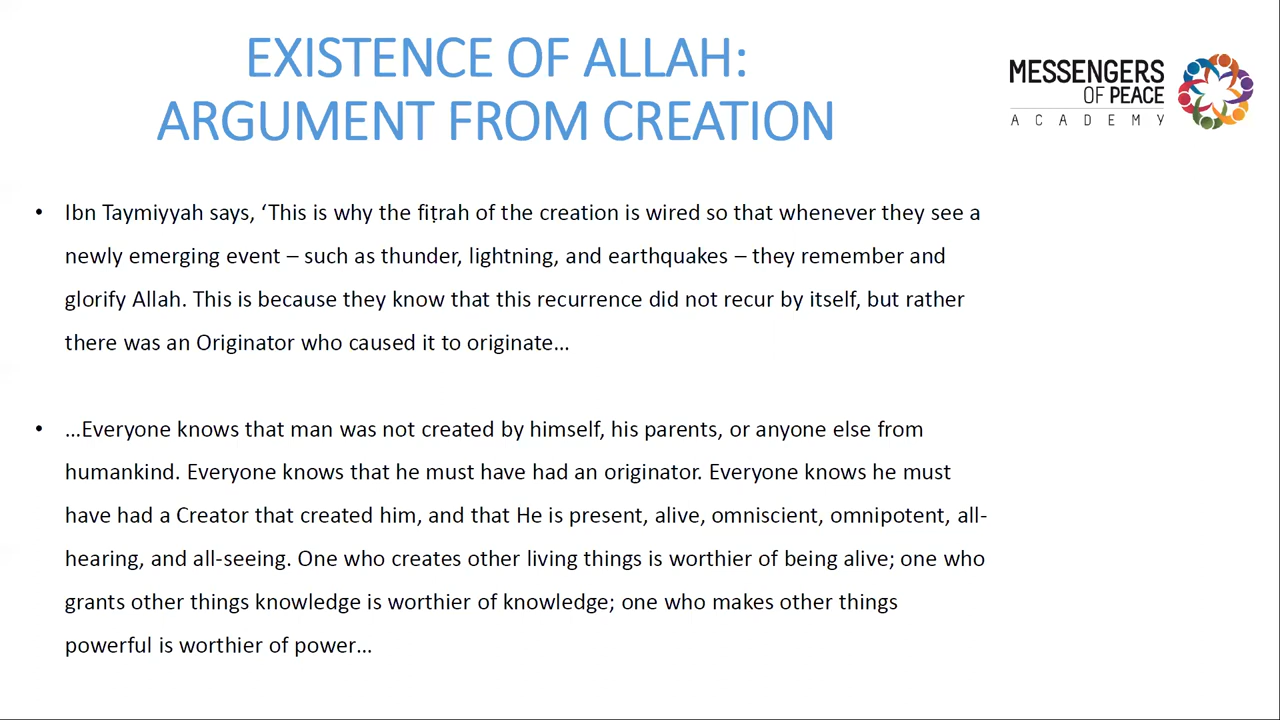 EXISTENCE OF ALLAH:
ARGUMENT FROM CREATION
MESSENGERS
OF PEACE
ACADEMY
• Ibn Taymiyyah says, ‘This is why the fiṭrah of the creation is wired so that whenever they see a
newly emerging event – such as thunder, lightning, and earthquakes – they remember and
glorify Allah. This is because they know that this recurrence did not recur by itself, but rather
there was an Originator who caused it to originate…
• …Everyone knows that man was not created by himself, his parents, or anyone else from
humankind. Everyone knows that he must have had an originator. Everyone knows he must
have had a Creator that created him, and that He is present, alive, omniscient, omnipotent, all-
hearing, and all-seeing. One who creates other living things is worthier of being alive; one who
grants other things knowledge is worthier of knowledge; one who makes other things
powerful is worthier of power…